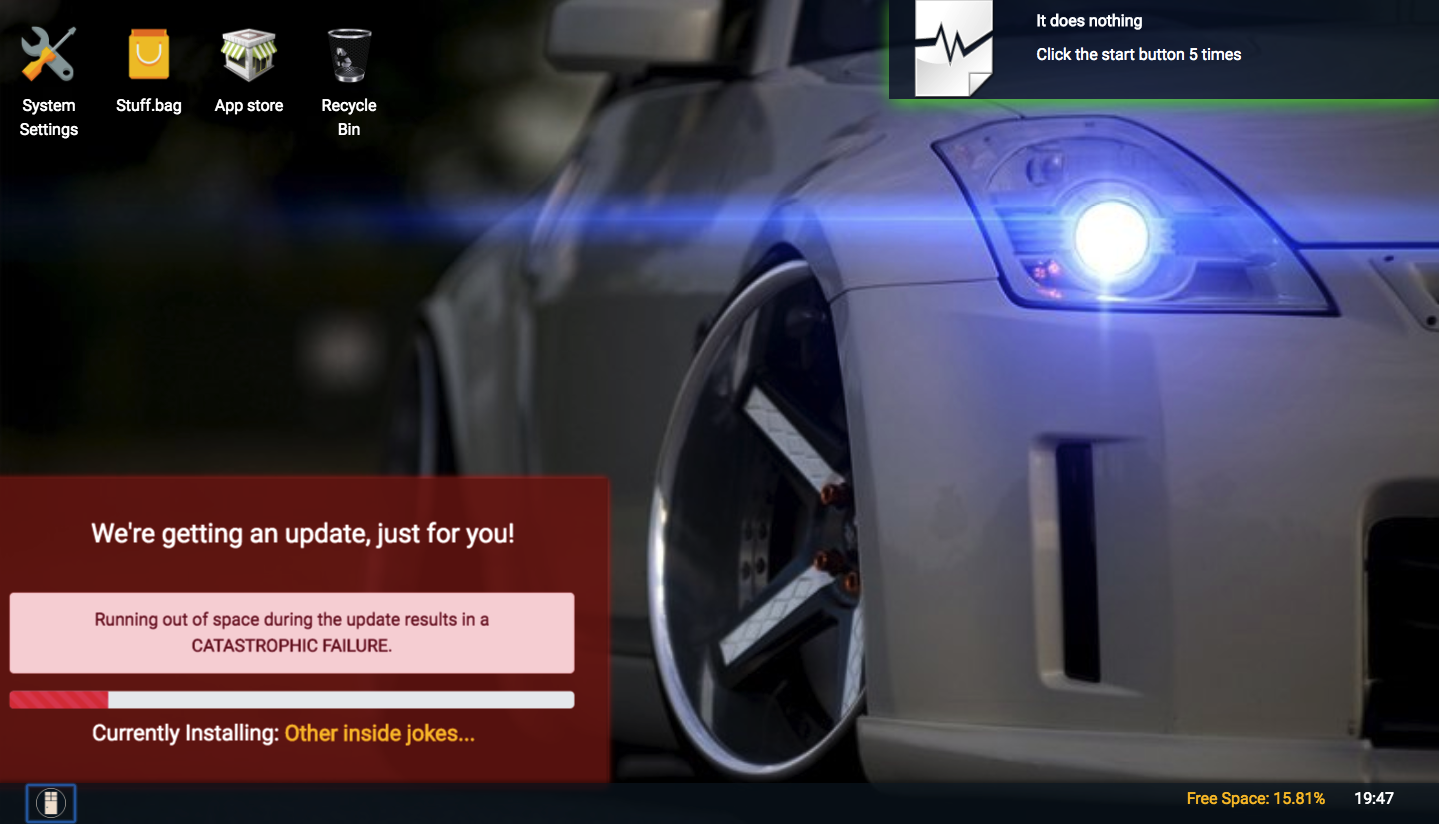 System
Settings
Stuff.bag
App store
Recycle
Bin
It does nothing
Click the start button 5 times
We're getting an update, just for you!
Running out of space during the update results in a
CATASTROPHIC FAILURE.
Currently Installing: Other inside jokes...
Free Space: 15.81%
19:47